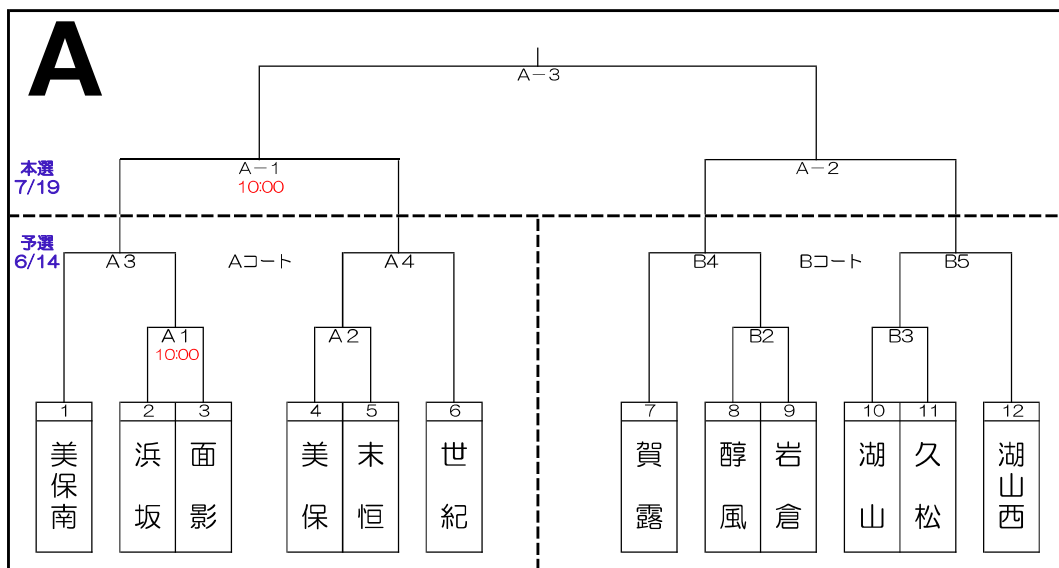 A
A-3
本選
7/19
A-1
10:00
A-2
予選
6/14
A3
Aコート
A4
B4
Bコート
B5
A1
10:00
A2
B2
B3
1
2
3
4
5
6
7
8
9
10
11
12
美保南
浜坂
面影
美保
末恒
世紀
賀露
醇風
岩倉
湖山
久松
湖山西